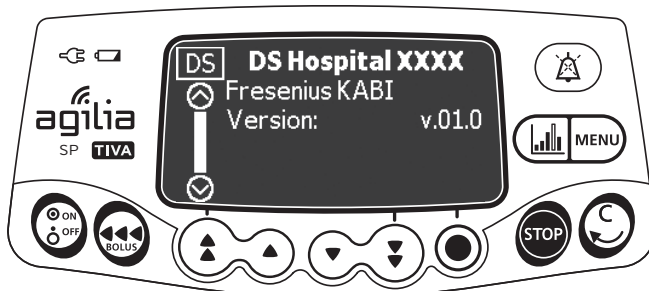 DS
DS Hospital XXXX
Fresenius KABI
Version: v.01.0
agilia
SP TIVA
MENU
ON
OFF
BOLUS
STOP
C